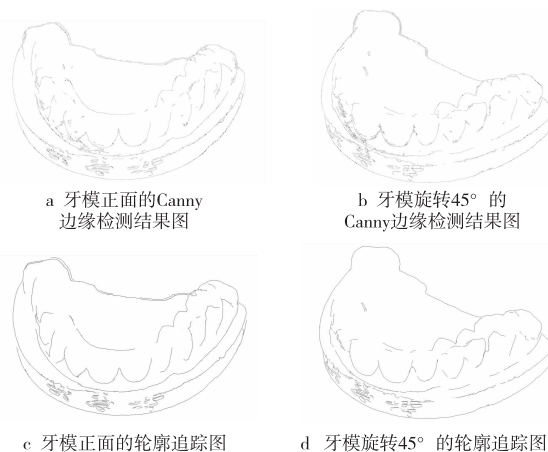 a 牙模正面的Canny
边缘检测结果图
b 牙模旋转45° 的
Canny边缘检测结果图
c 牙模正面的轮廓追踪图
d 牙模旋转45° 的轮廓追踪图